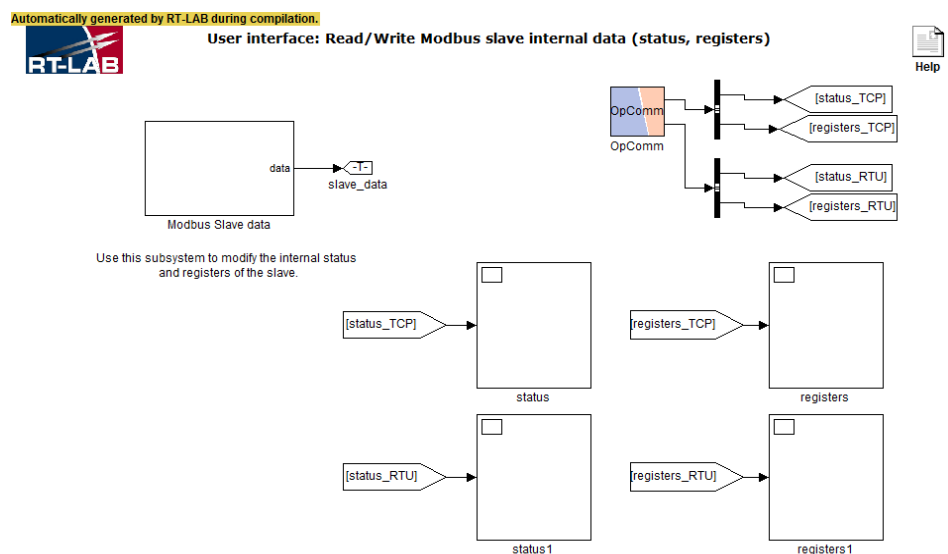 Automatically generated by RT-LAB during compilation.
RT-LAB
User interface: Read/Write Modbus slave internal data (status, registers)
Help
OpComm
OpComm
[status_TCP]
[registers_TCP]
[status_RTU]
[registers_RTU]
data
-T-
slave_data
Modbus Slave data
Use this subsystem to modify the internal status
and registers of the slave.
[status_TCP]
status
[registers_TCP]
registers
[status_RTU]
status1
[registers_RTU]
registers1